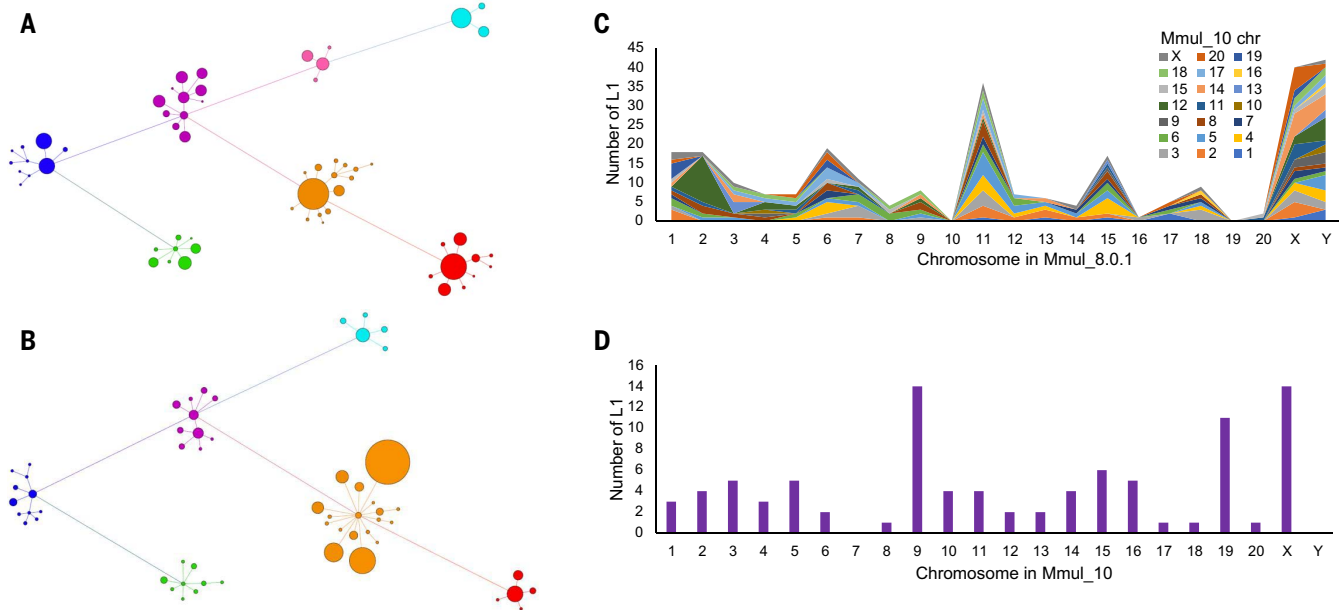 A
B
C
Number of L1
45
40
35
30
25
20
15
10
5
0
1 2 3 4 5 6 7 8 9 10 11 12 13 14 15 16 17 18 19 20 X Y
Chromosome in Mmul_8.0.1
Mmul_10 chr
X 20 19
18 17 16
15 14 13
12 11 10
9 8 7
6 5 4
3 2 1
D
Number of L1
16
14
12
10
8
6
4
2
0
1 2 3 4 5 6 7 8 9 10 11 12 13 14 15 16 17 18 19 20 X Y
Chromosome in Mmul_10